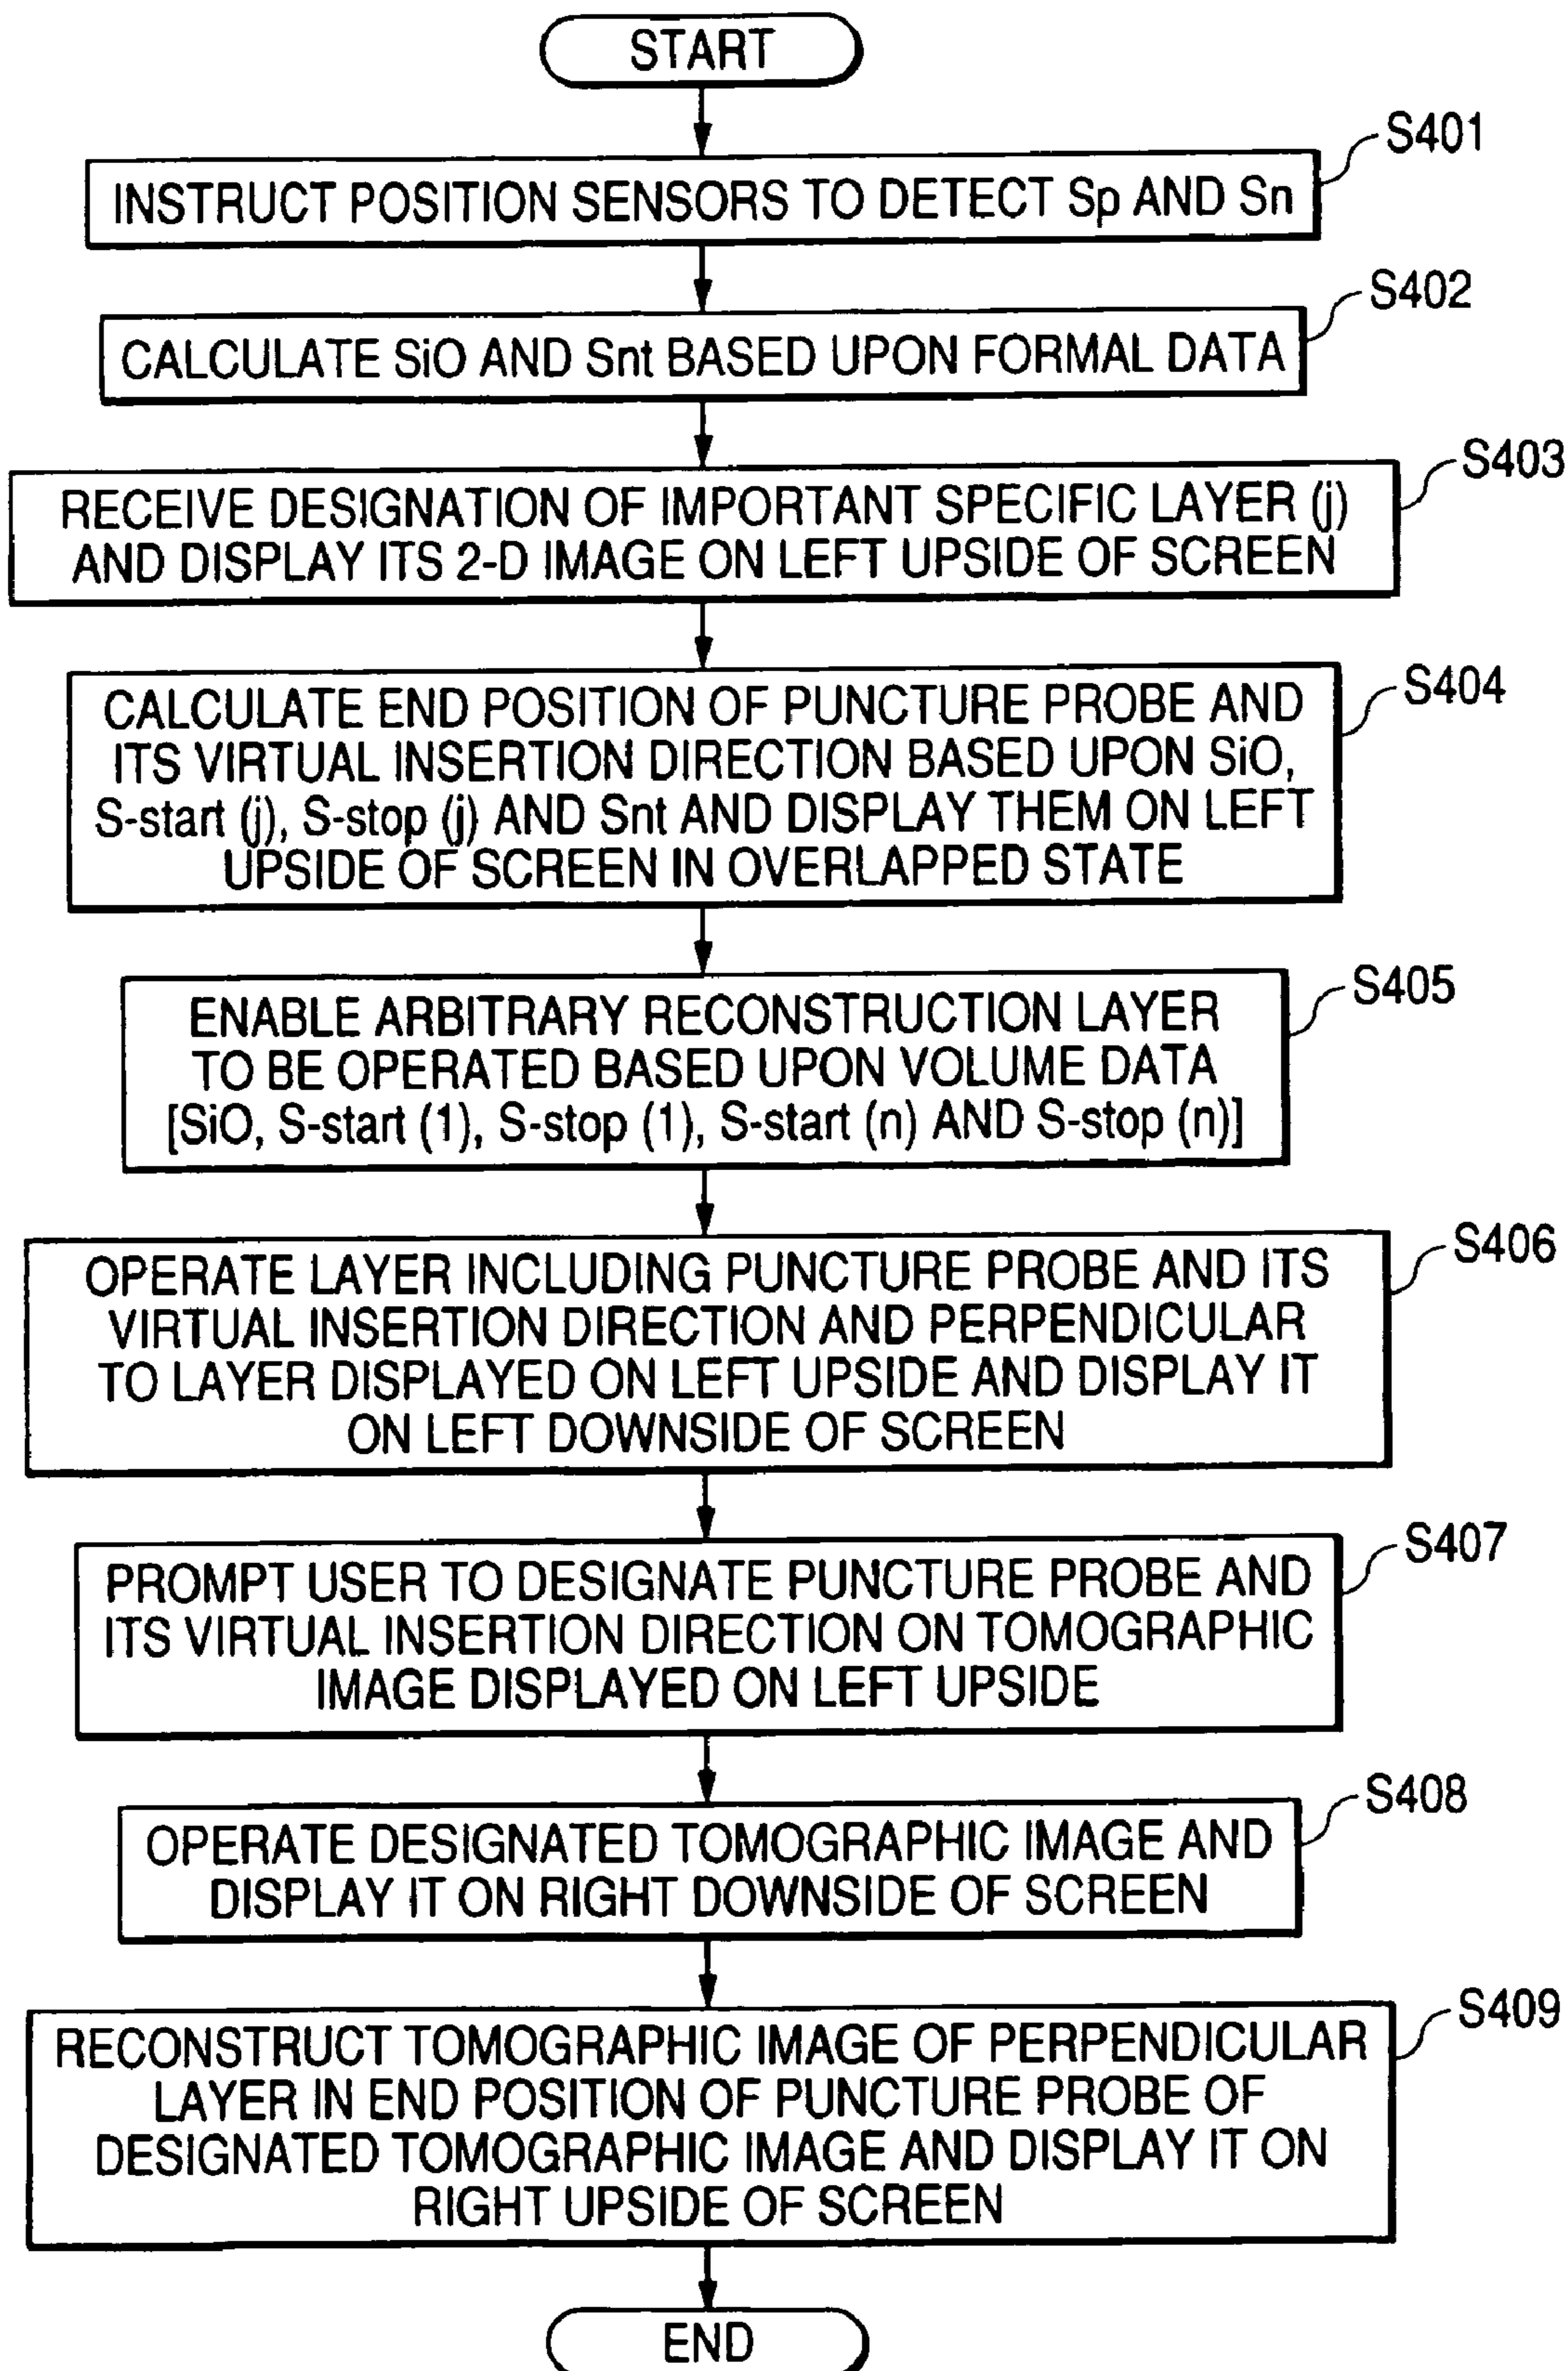 START
S401
INSTRUCT POSITION SENSORS TO DETECT Sp AND Sn
S402
CALCULATE SiO AND Snt BASED UPON FORMAL DATA
S403
RECEIVE DESIGNATION OF IMPORTANT SPECIFIC LAYER (j)
AND DISPLAY ITS 2-D IMAGE ON LEFT UPSIDE OF SCREEN
S404
CALCULATE END POSITION OF PUNCTURE PROBE AND
ITS VIRTUAL INSERTION DIRECTION BASED UPON SiO,
S-start (j), S-stop (j) AND Snt AND DISPLAY THEM ON LEFT
UPSIDE OF SCREEN IN OVERLAPPED STATE
S405
ENABLE ARBITRARY RECONSTRUCTION LAYER
TO BE OPERATED BASED UPON VOLUME DATA
[SiO, S-start (1), S-stop (1), S-start (n) AND S-stop (n)]
S406
OPERATE LAYER INCLUDING PUNCTURE PROBE AND ITS
VIRTUAL INSERTION DIRECTION AND PERPENDICULAR
TO LAYER DISPLAYED ON LEFT UPSIDE AND DISPLAY IT
ON LEFT DOWNSIDE OF SCREEN
S407
PROMPT USER TO DESIGNATE PUNCTURE PROBE AND
ITS VIRTUAL INSERTION DIRECTION ON TOMOGRAPHIC
IMAGE DISPLAYED ON LEFT UPSIDE
S408
OPERATE DESIGNATED TOMOGRAPHIC IMAGE AND
DISPLAY IT ON RIGHT DOWNSIDE OF SCREEN
S409
RECONSTRUCT TOMOGRAPHIC IMAGE OF PERPENDICULAR
LAYER IN END POSITION OF PUNCTURE PROBE OF
DESIGNATED TOMOGRAPHIC IMAGE AND DISPLAY IT ON
RIGHT UPSIDE OF SCREEN
END